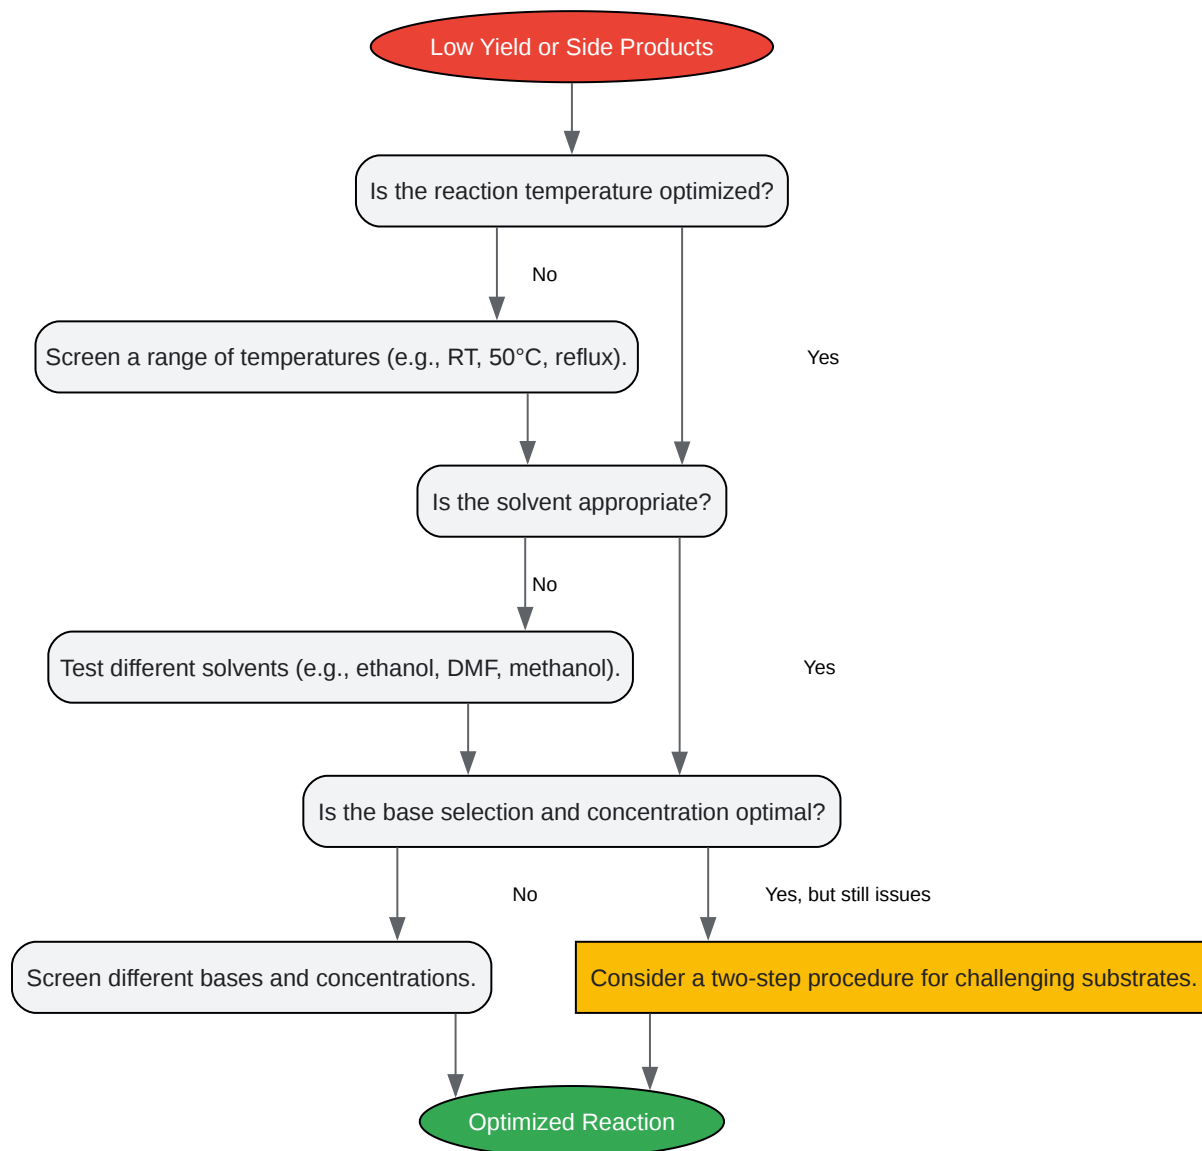 Low Yield or Side Products
Is the reaction temperature optimized?
No
Screen a range of temperatures (e.g., RT, 50°C, reflux).
Yes
Is the solvent appropriate?
No
Test different solvents (e.g., ethanol, DMF, methanol).
Yes
Is the base selection and concentration optimal?
No
Yes, but still issues
Screen different bases and concentrations.
Consider a two-step procedure for challenging substrates.
Optimized Reaction